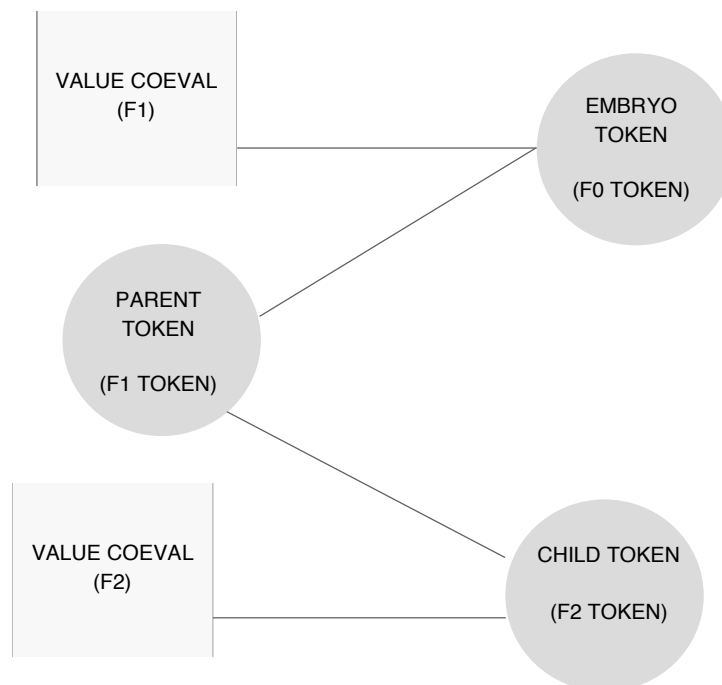 VALUE COEVAL
(F1)
EMBRYO
TOKEN
(F0 TOKEN)
PARENT
TOKEN
(F1 TOKEN)
VALUE COEVAL
(F2)
CHILD TOKEN
(F2 TOKEN)